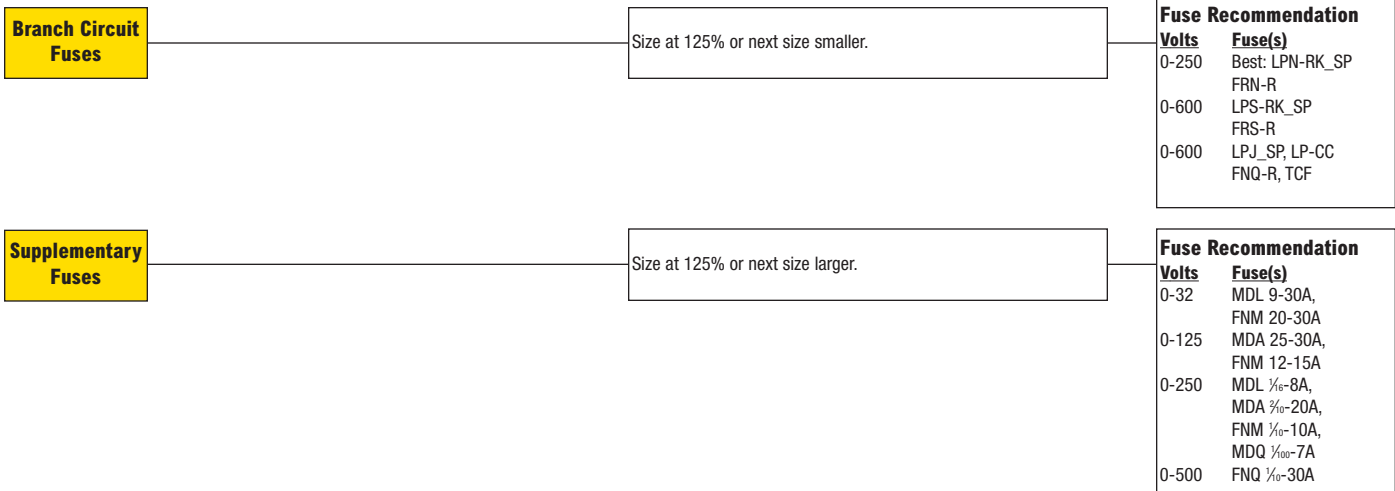 Branch Circuit
Fuses
Size at 125% or next size smaller.
Fuse Recommendation
Volts Fuse(s)
0-250 Best: LPN-RK_SP
FRN-R
0-600 LPS-RK_SP
FRS-R
0-600 LPJ_SP, LP-CC
FNQ-R, TCF
Supplementary
Fuses
Size at 125% or next size larger.
Fuse Recommendation
Volts Fuse(s)
0-32 MDL 9-30A,
FNM 20-30A
0-125 MDA 25-30A,
FNM 12-15A
0-250 MDL 1/16-8A,
MDA 2/10-20A,
FNM 1/10-10A,
MDQ 1/100-7A
0-500 FNQ 1/10-30A